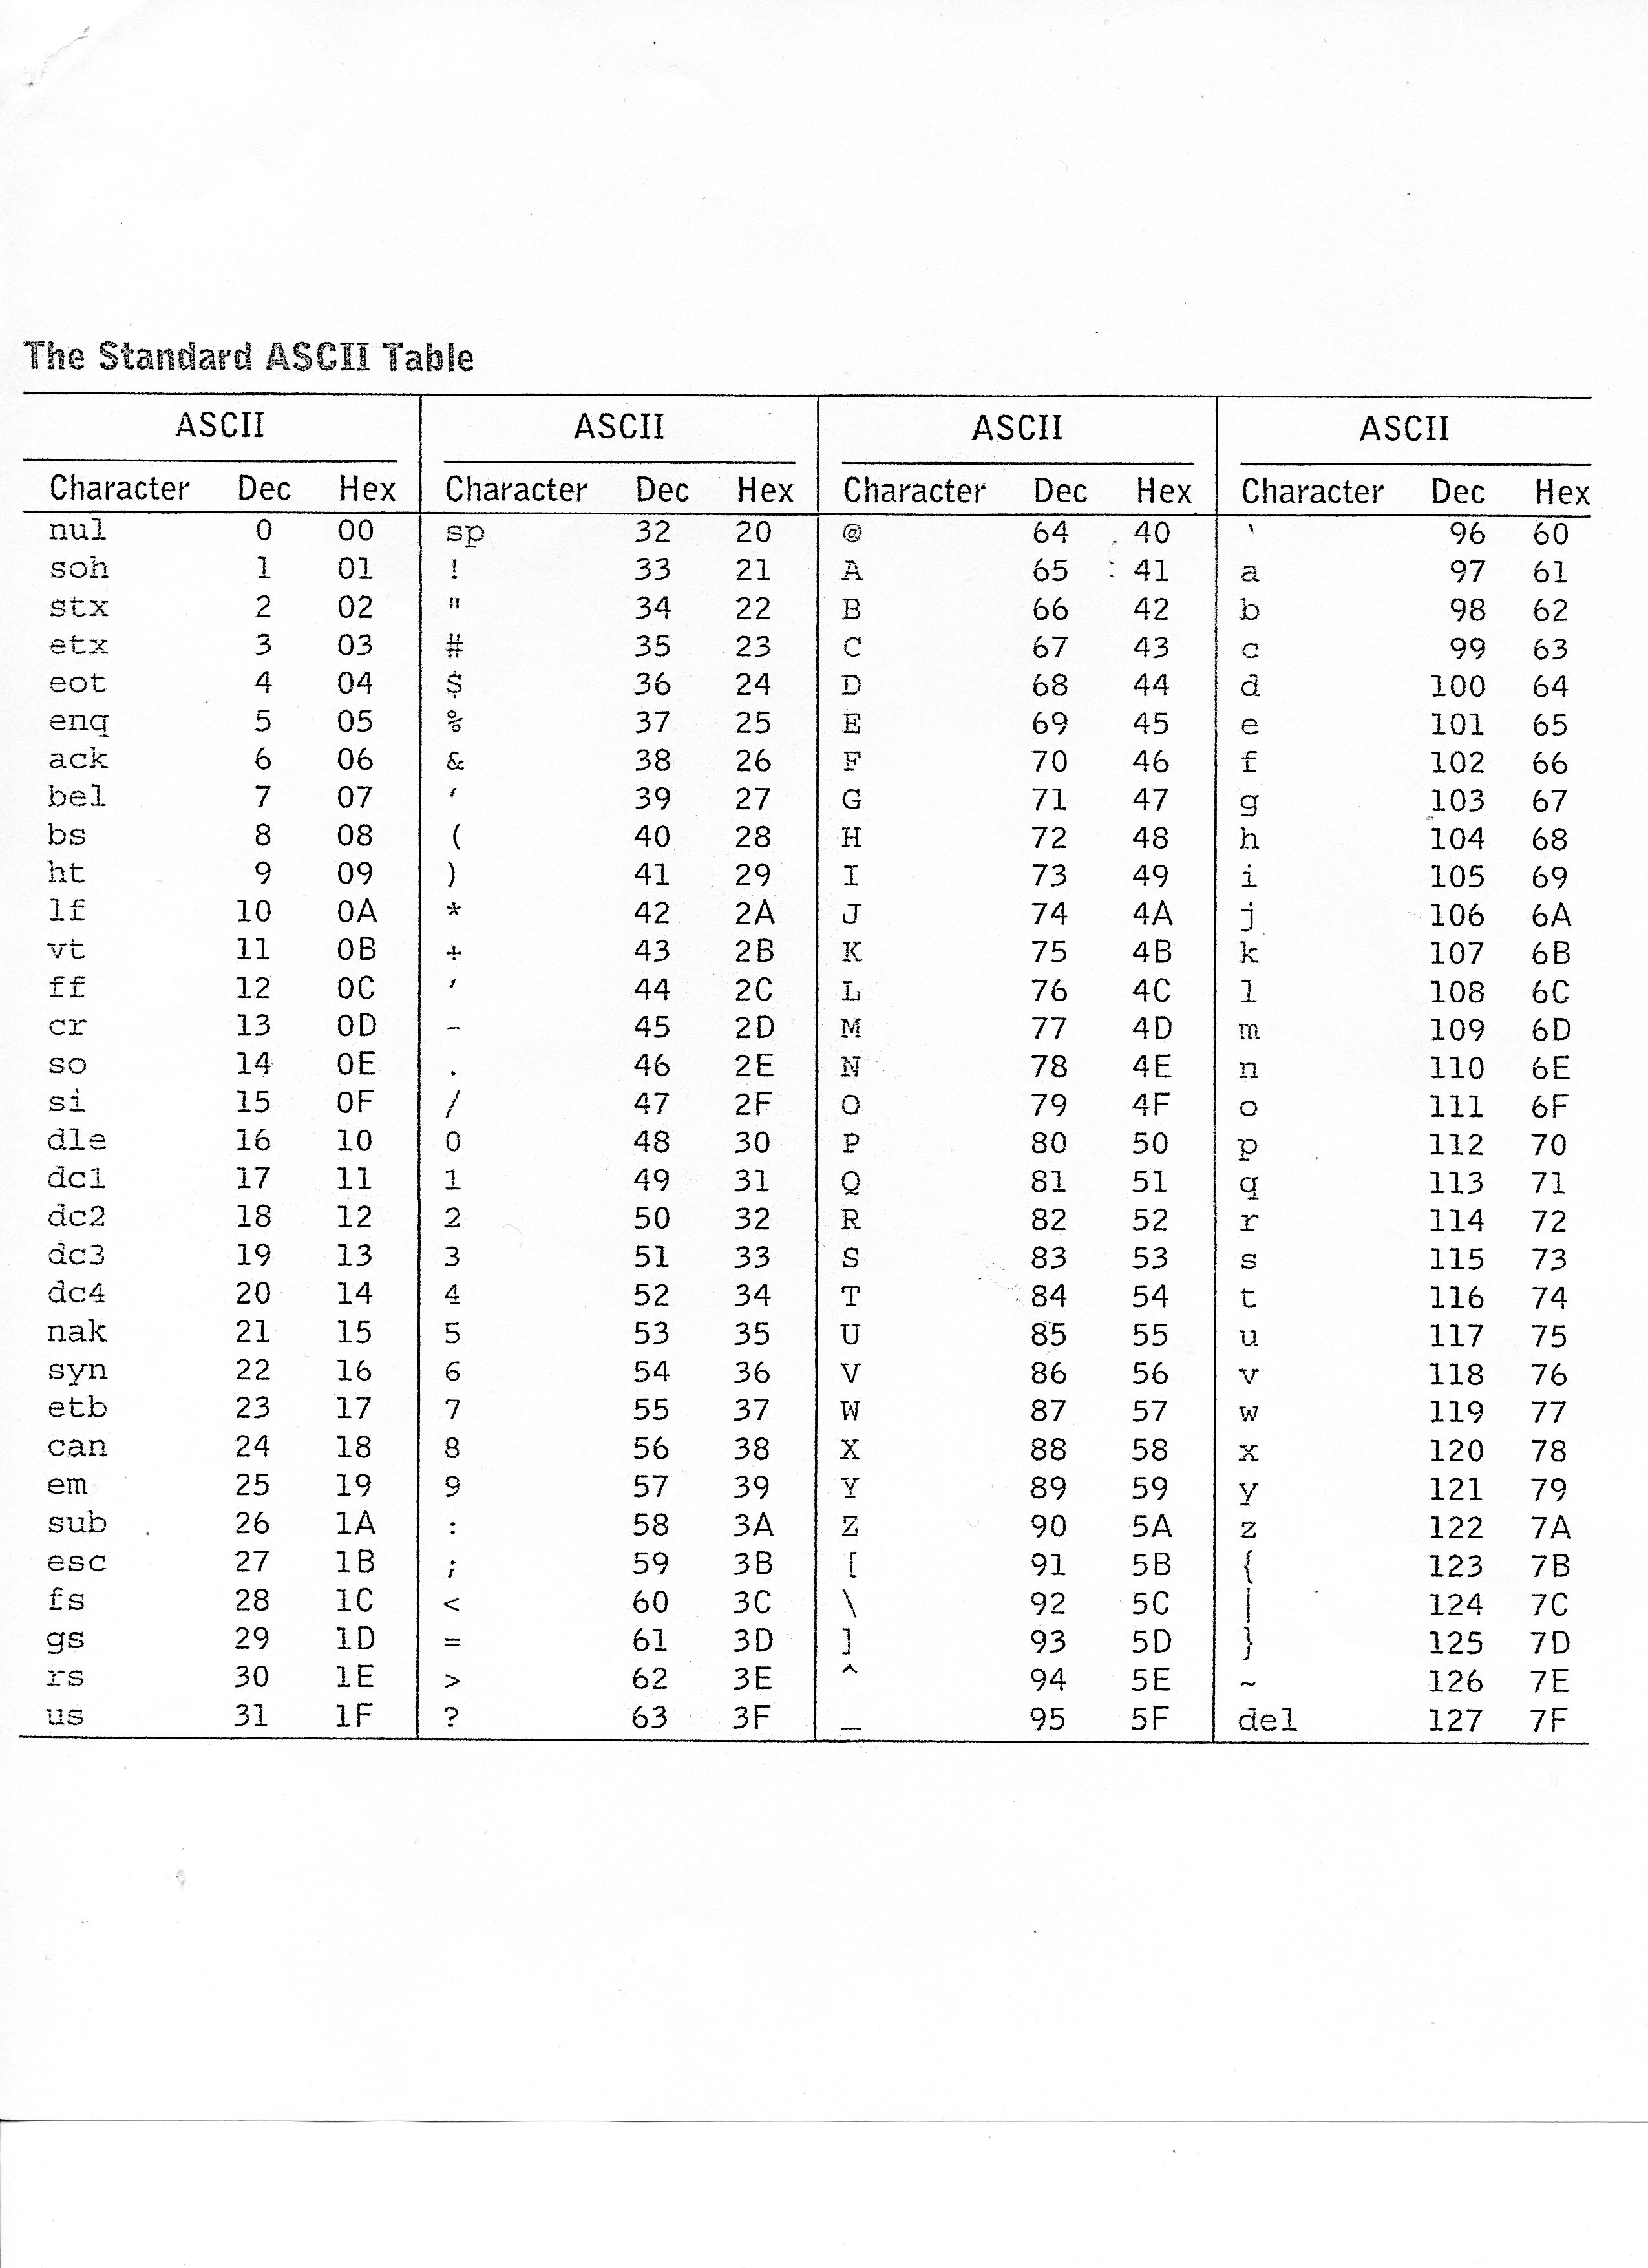 The Standard ASCII Table
ASCII ASCII ASCII ASCII
Character Dec Hex Character Dec Hex Character Dec Hex Character Dec Hex
nul 0 00 sp 32 20 @ 64 40 ` 96 60
soh 1 01 ! 33 21 A 65 41 a 97 61
stx 2 02 " 34 22 B 66 42 b 98 62
etx 3 03 # 35 23 C 67 43 c 99 63
eot 4 04 $ 36 24 D 68 44 d 100 64
enq 5 05 % 37 25 E 69 45 e 101 65
ack 6 06 & 38 26 F 70 46 f 102 66
bel 7 07 ' 39 27 G 71 47 g 103 67
bs 8 08 ( 40 28 H 72 48 h 104 68
ht 9 09 ) 41 29 I 73 49 i 105 69
lf 10 0A * 42 2A J 74 4A j 106 6A
vt 11 0B + 43 2B K 75 4B k 107 6B
ff 12 0C ' 44 2C L 76 4C l 108 6C
cr 13 0D - 45 2D M 77 4D m 109 6D
so 14 0E . 46 2E N 78 4E n 110 6E
si 15 0F / 47 2F O 79 4F o 111 6F
dle 16 10 0 48 30 P 80 50 p 112 70
dc1 17 11 1 49 31 Q 81 51 q 113 71
dc2 18 12 2 50 32 R 82 52 r 114 72
dc3 19 13 3 51 33 S 83 53 s 115 73
dc4 20 14 4 52 34 T 84 54 t 116 74
nak 21 15 5 53 35 U 85 55 u 117 75
syn 22 16 6 54 36 V 86 56 v 118 76
etb 23 17 7 55 37 W 87 57 w 119 77
can 24 18 8 56 38 X 88 58 x 120 78
em 25 19 9 57 39 Y 89 59 y 121 79
sub 26 1A : 58 3A Z 90 5A z 122 7A
esc 27 1B ; 59 3B [ 91 5B { 123 7B
fs 28 1C < 60 3C \ 92 5C | 124 7C
gs 29 1D = 61 3D ] 93 5D } 125 7D
rs 30 1E > 62 3E ^ 94 5E ~ 126 7E
us 31 1F ? 63 3F _ 95 5F del 127 7F